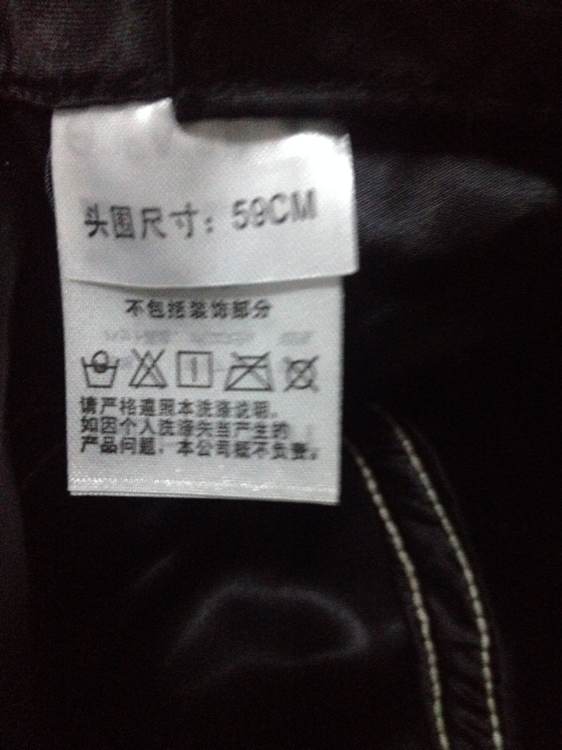 头围尺寸：59CM
不包括装饰部分
请严格遵照本洗涤说明，
如因个人洗涤失当产生的
产品问题，本公司概不负责。